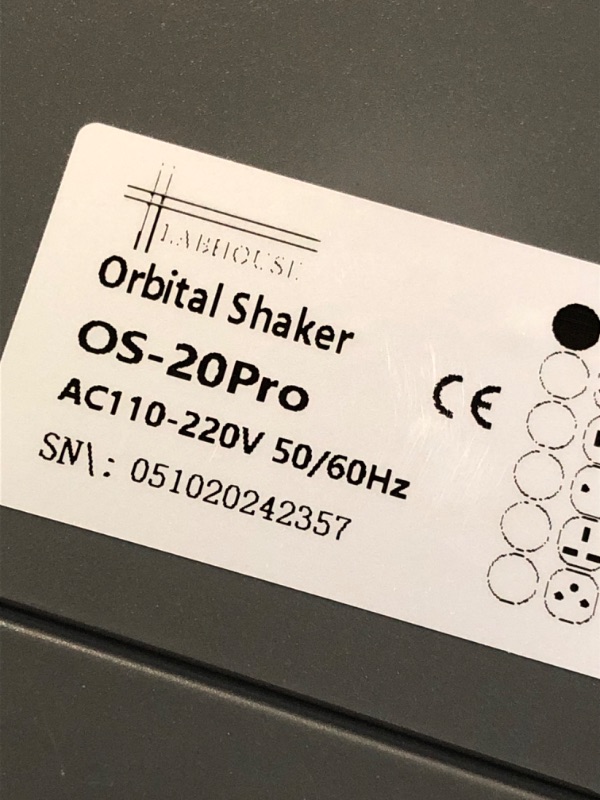 LABHOUSE
Orbital Shaker
OS-20Pro
AC110-220V 50/60Hz
SN\: 051020242357
CE